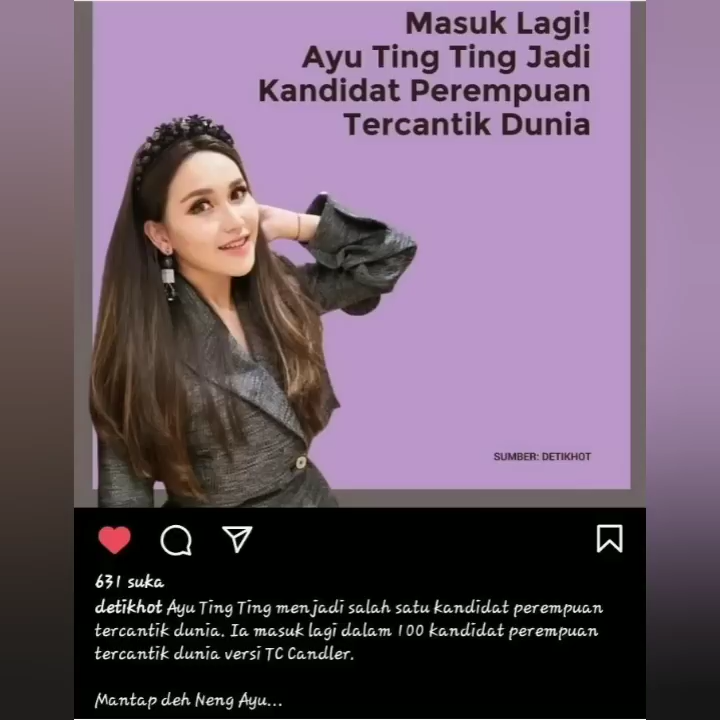 Masuk Lagi!
Ayu Ting Ting Jadi
Kandidat Perempuan
Tercantik Dunia
SUMBER: DETIKHOT
631 suka
detikhot Ayu Ting Ting menjadi salah satu kandidat perempuan
tercantik dunia. Ia masuk lagi dalam 100 kandidat perempuan
tercantik dunia versi TC Candler.
Mantap deh Neng Ayu...